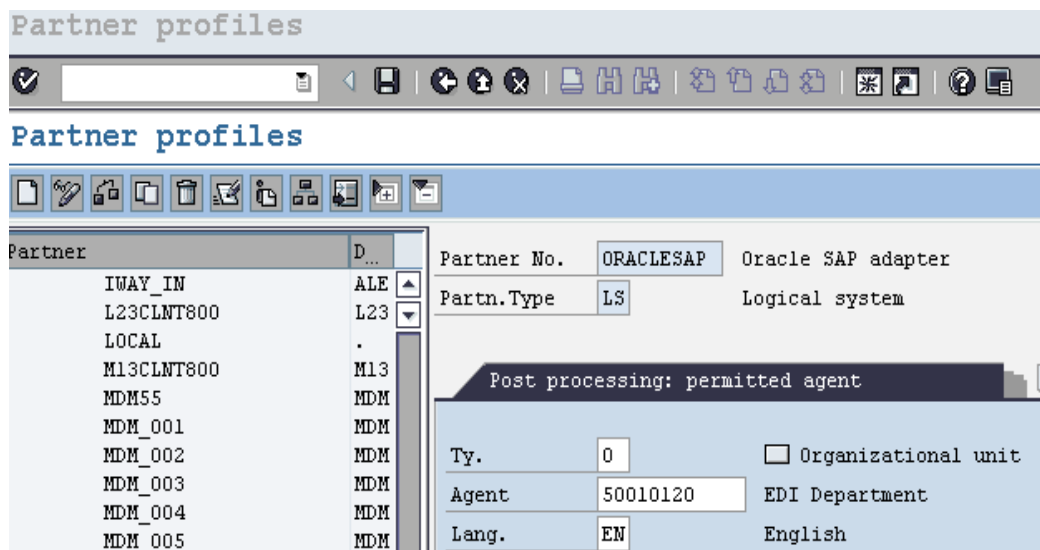 Partner profiles
Partner profiles
Partner D...
IWAY_IN ALE
L23CLNT800 L23
LOCAL .
M13CLNT800 M13
MDM55 MDM
MDM_001 MDM
MDM_002 MDM
MDM_003 MDM
MDM_004 MDM
MDM_005 MDM
Partner No. ORACLESAP Oracle SAP adapter
Partn.Type LS Logical system
Post processing: permitted agent
Ty. O Organizational unit
Agent 50010120 EDI Department
Lang. EN English